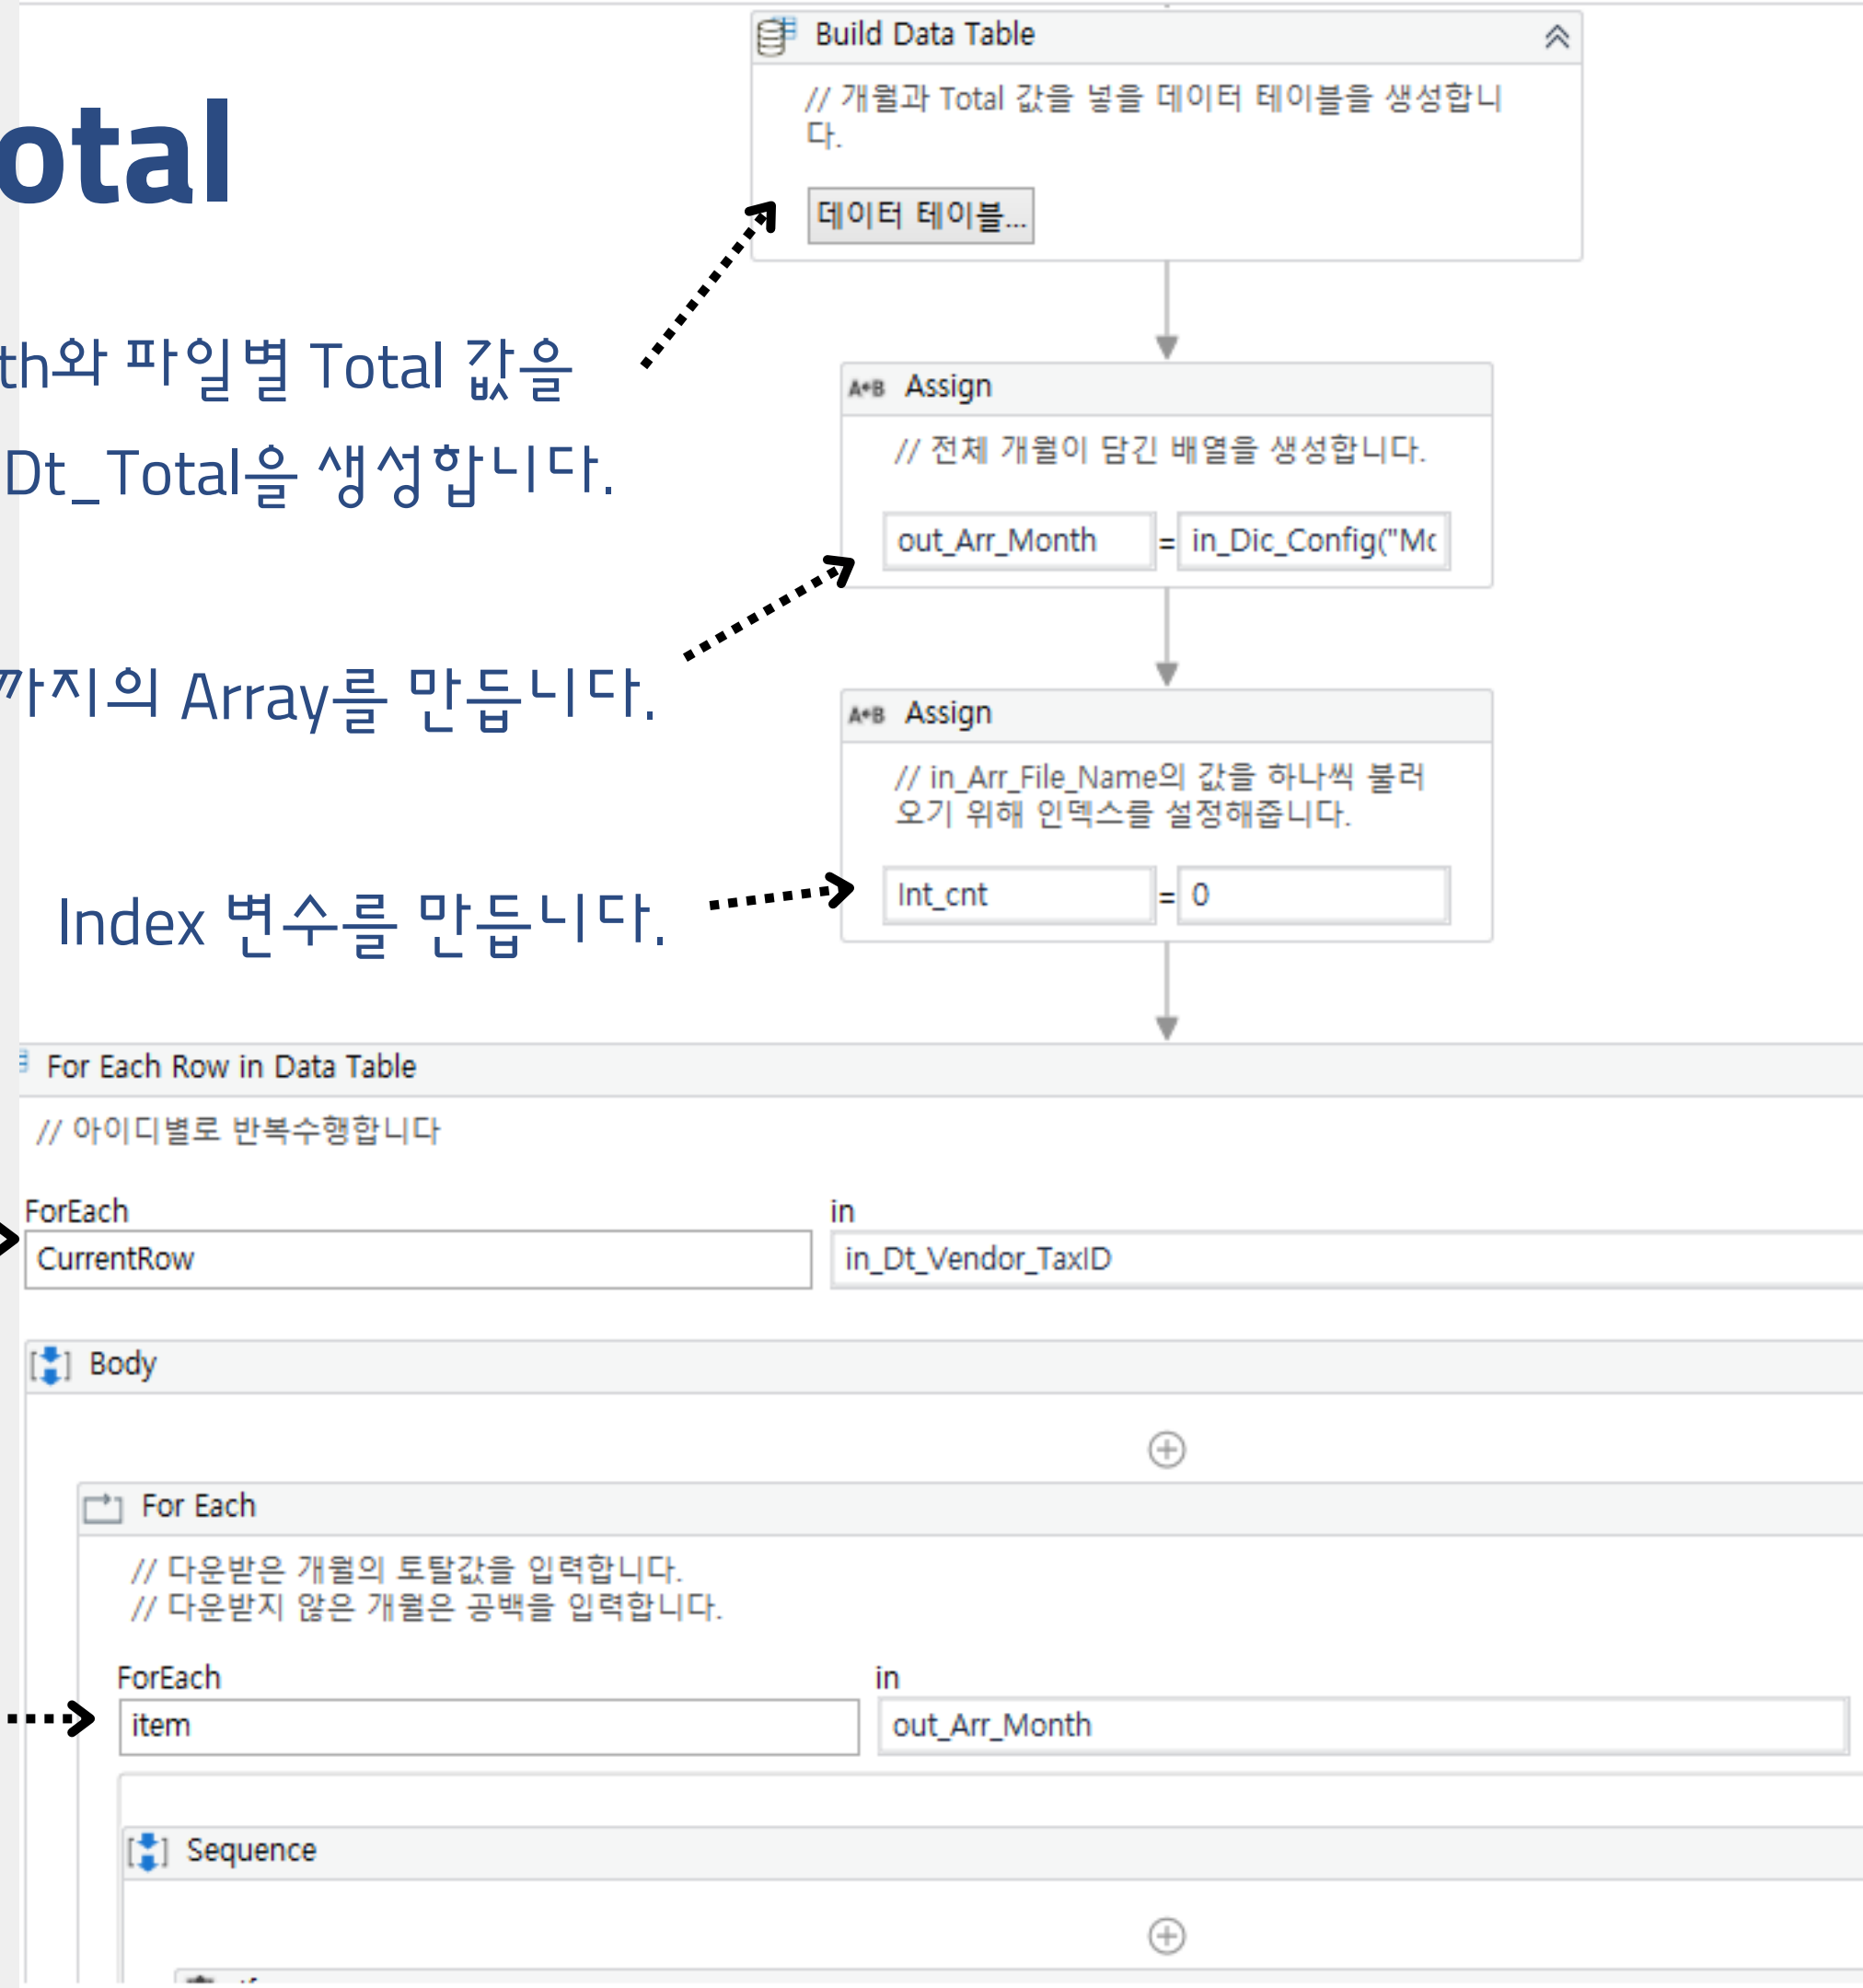 Build Data Table
// 개월과 Total 값을 넣을 데이터 테이블을 생성합니
다.
데이터 테이블...
otal
th와 파일별 Total 값을
Dt_Total을 생성합니다.
Assign
// 전체 개월이 담긴 배열을 생성합니다.
out_Arr_Month = in_Dic_Config("Mc
까지의 Array를 만듭니다.
Assign
// in_Arr_File_Name의 값을 하나씩 불러
오기 위해 인덱스를 설정해줍니다.
Int_cnt = 0
Index 변수를 만듭니다.
For Each Row in Data Table
// 아이디별로 반복수행합니다
ForEach in
CurrentRow in_Dt_Vendor_TaxID
Body
For Each
// 다운받은 개월의 토탈값을 입력합니다.
// 다운받지 않은 개월은 공백을 입력합니다.
ForEach in
item out_Arr_Month
Sequence